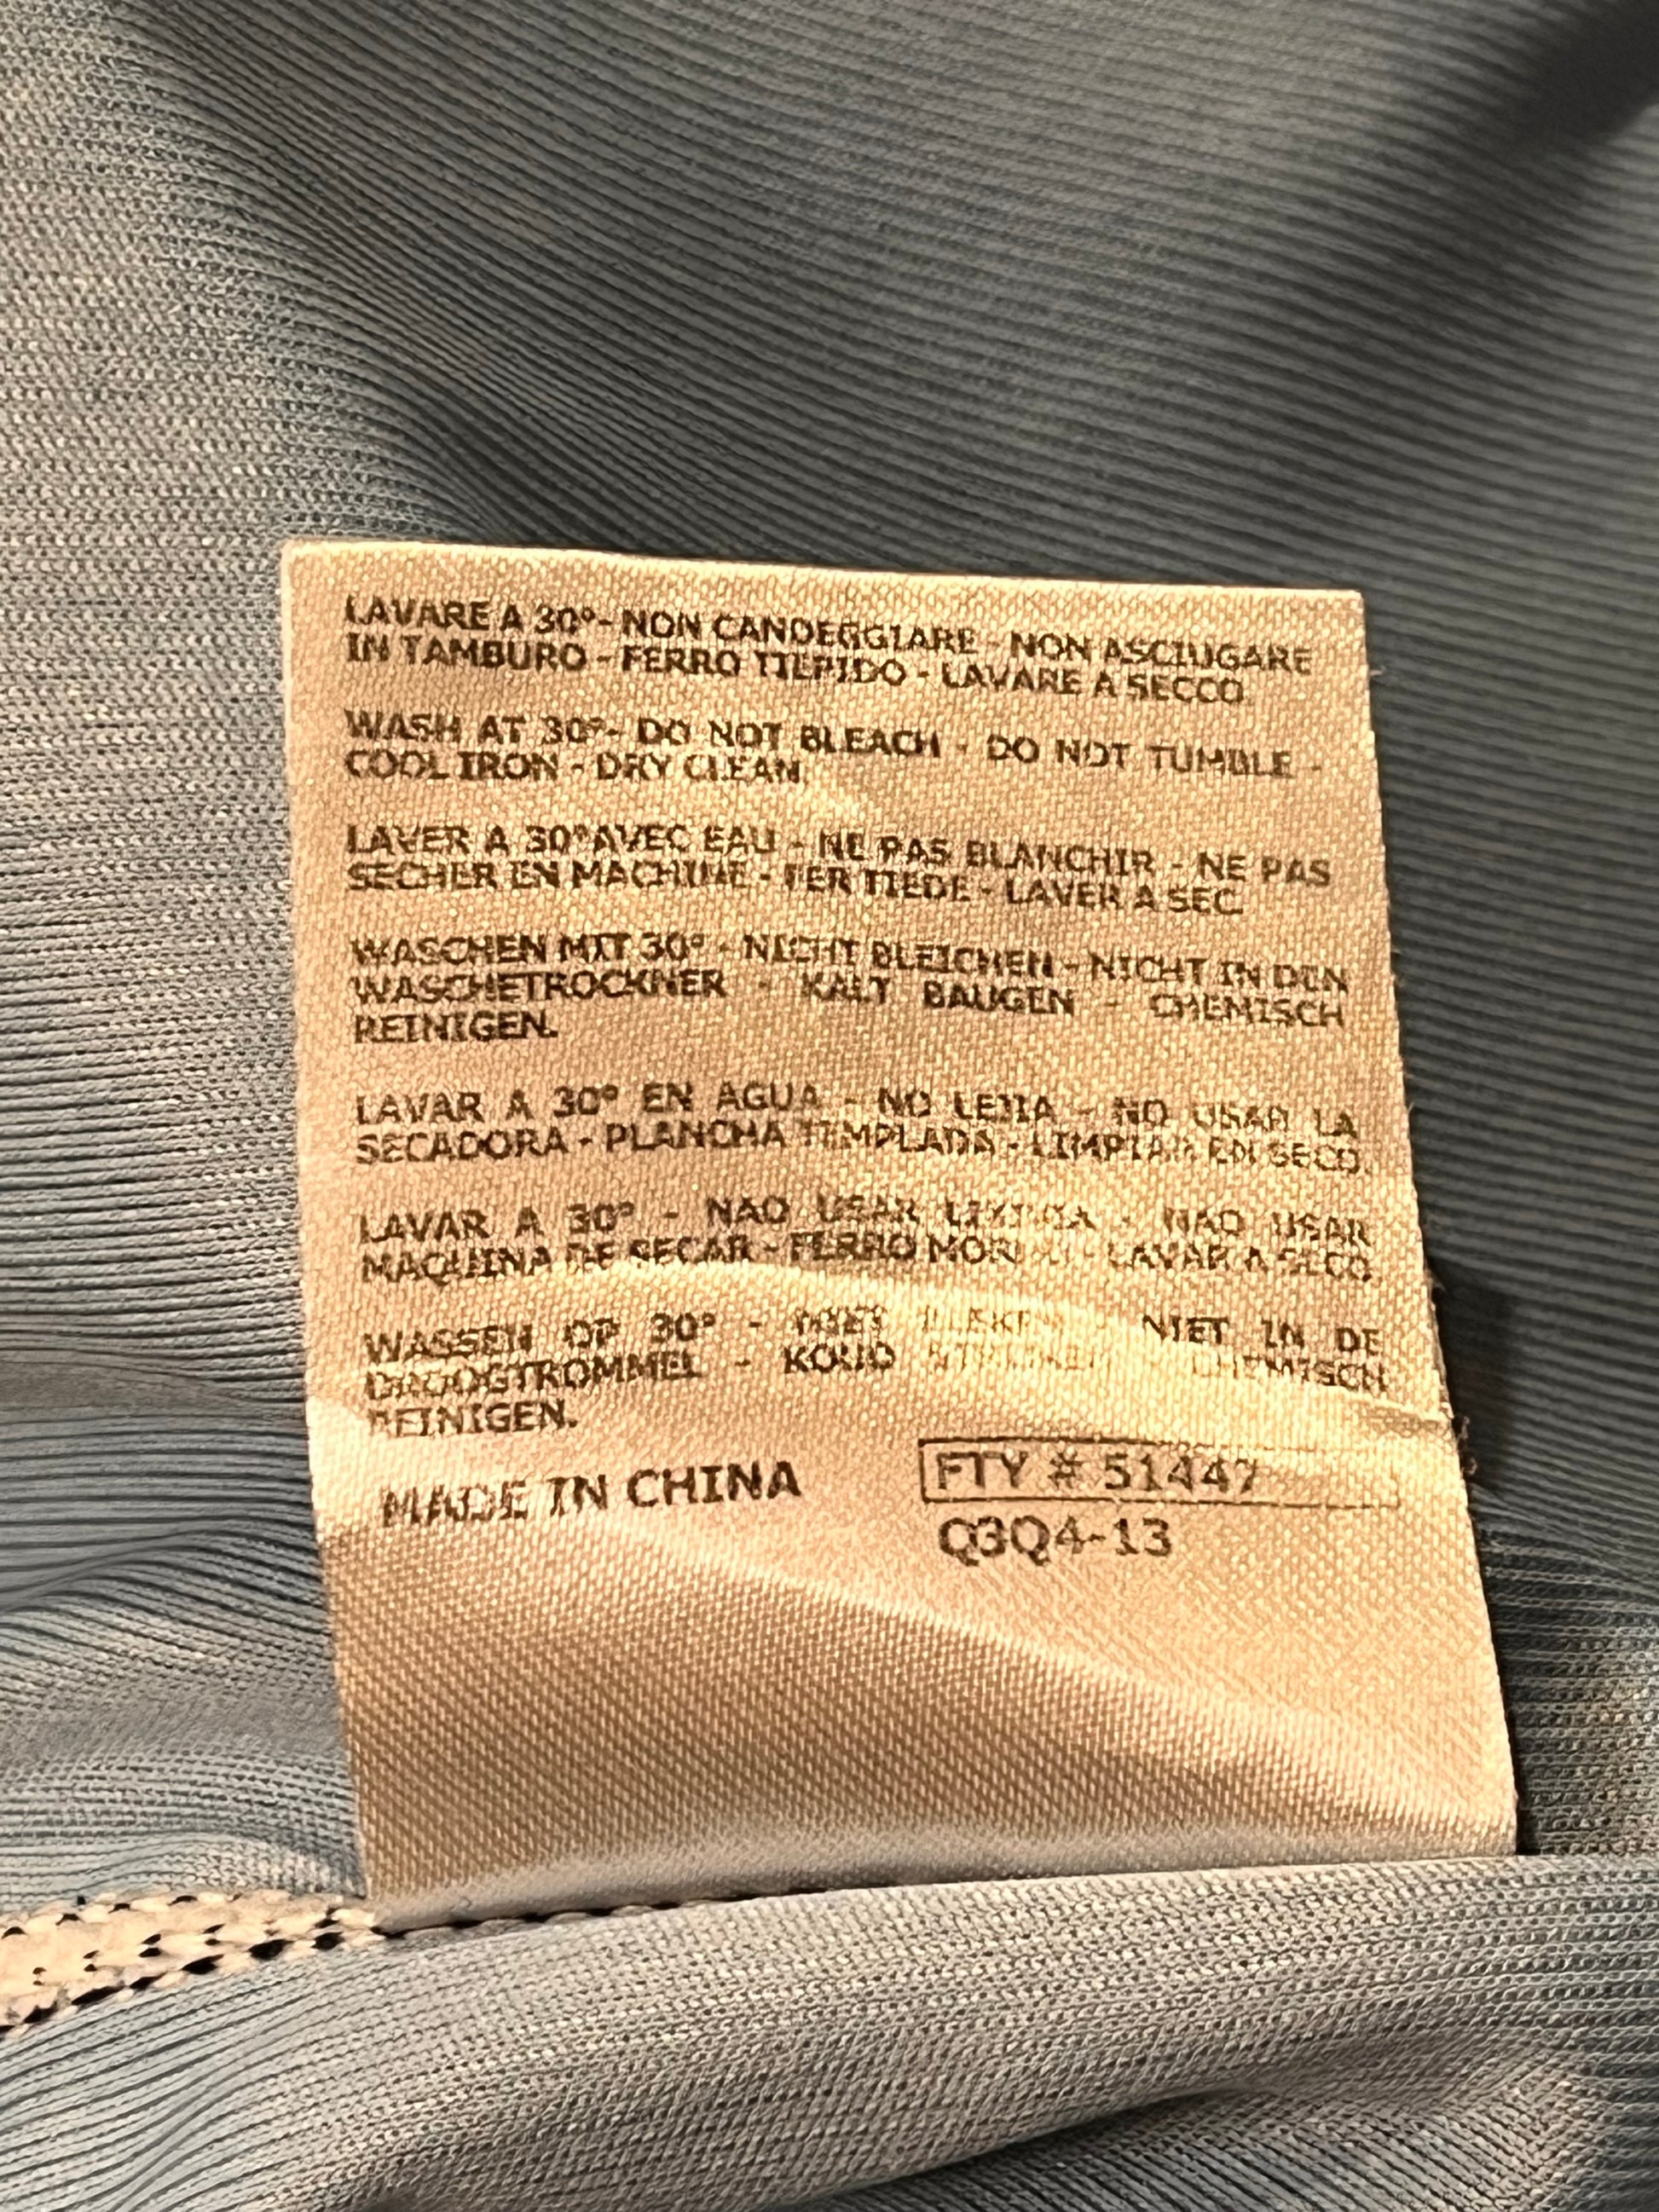 LAVARE A 30°- NON CANDEGGIARE - NON ASCIUGARE
IN TAMBURO - FERRO TIEPIDO - LAVARE A SECCO.
WASH AT 30°- DO NOT BLEACH - DO NOT TUMBLE -
COOL IRON - DRY CLEAN.
LAVER A 30°AVEC EAU - NE PAS BLANCHIR - NE PAS
SECHER EN MACHINE - FER TIEDE - LAVER A SEC.
WASCHEN MIT 30° - NICHT BLEICHEN - NICHT IN DEN
WASCHETROCKNER - KALT BAUGEN - CHEMISCH
REINIGEN.
LAVAR A 30° EN AGUA - NO LEJIA - NO USAR LA
SECADORA - PLANCHA TEMPLADA - LIMPIAR EN SECO.
LAVAR A 30° - NAO USAR - NAO USAR
MAQUINA DE SECAR - FERRO - LAVAR A SECO.
WASSEN OP 30° - NIET BLEKEN - NIET IN DE
DROOGTROMMEL - KOUD - CHEMISCH
REINIGEN.
MADE IN CHINA
FTY # 51447
Q3Q4-13